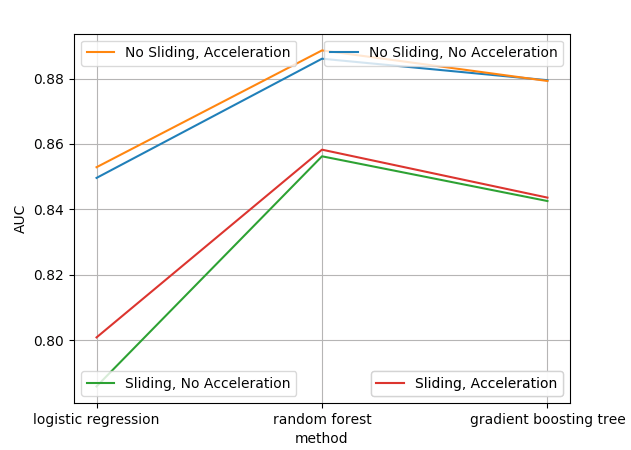 No Sliding, Acceleration
No Sliding, No Acceleration
0.88
0.86
0.84
0.82
0.80
AUC
Sliding, No Acceleration
Sliding, Acceleration
logistic regression
random forest
gradient boosting tree
method